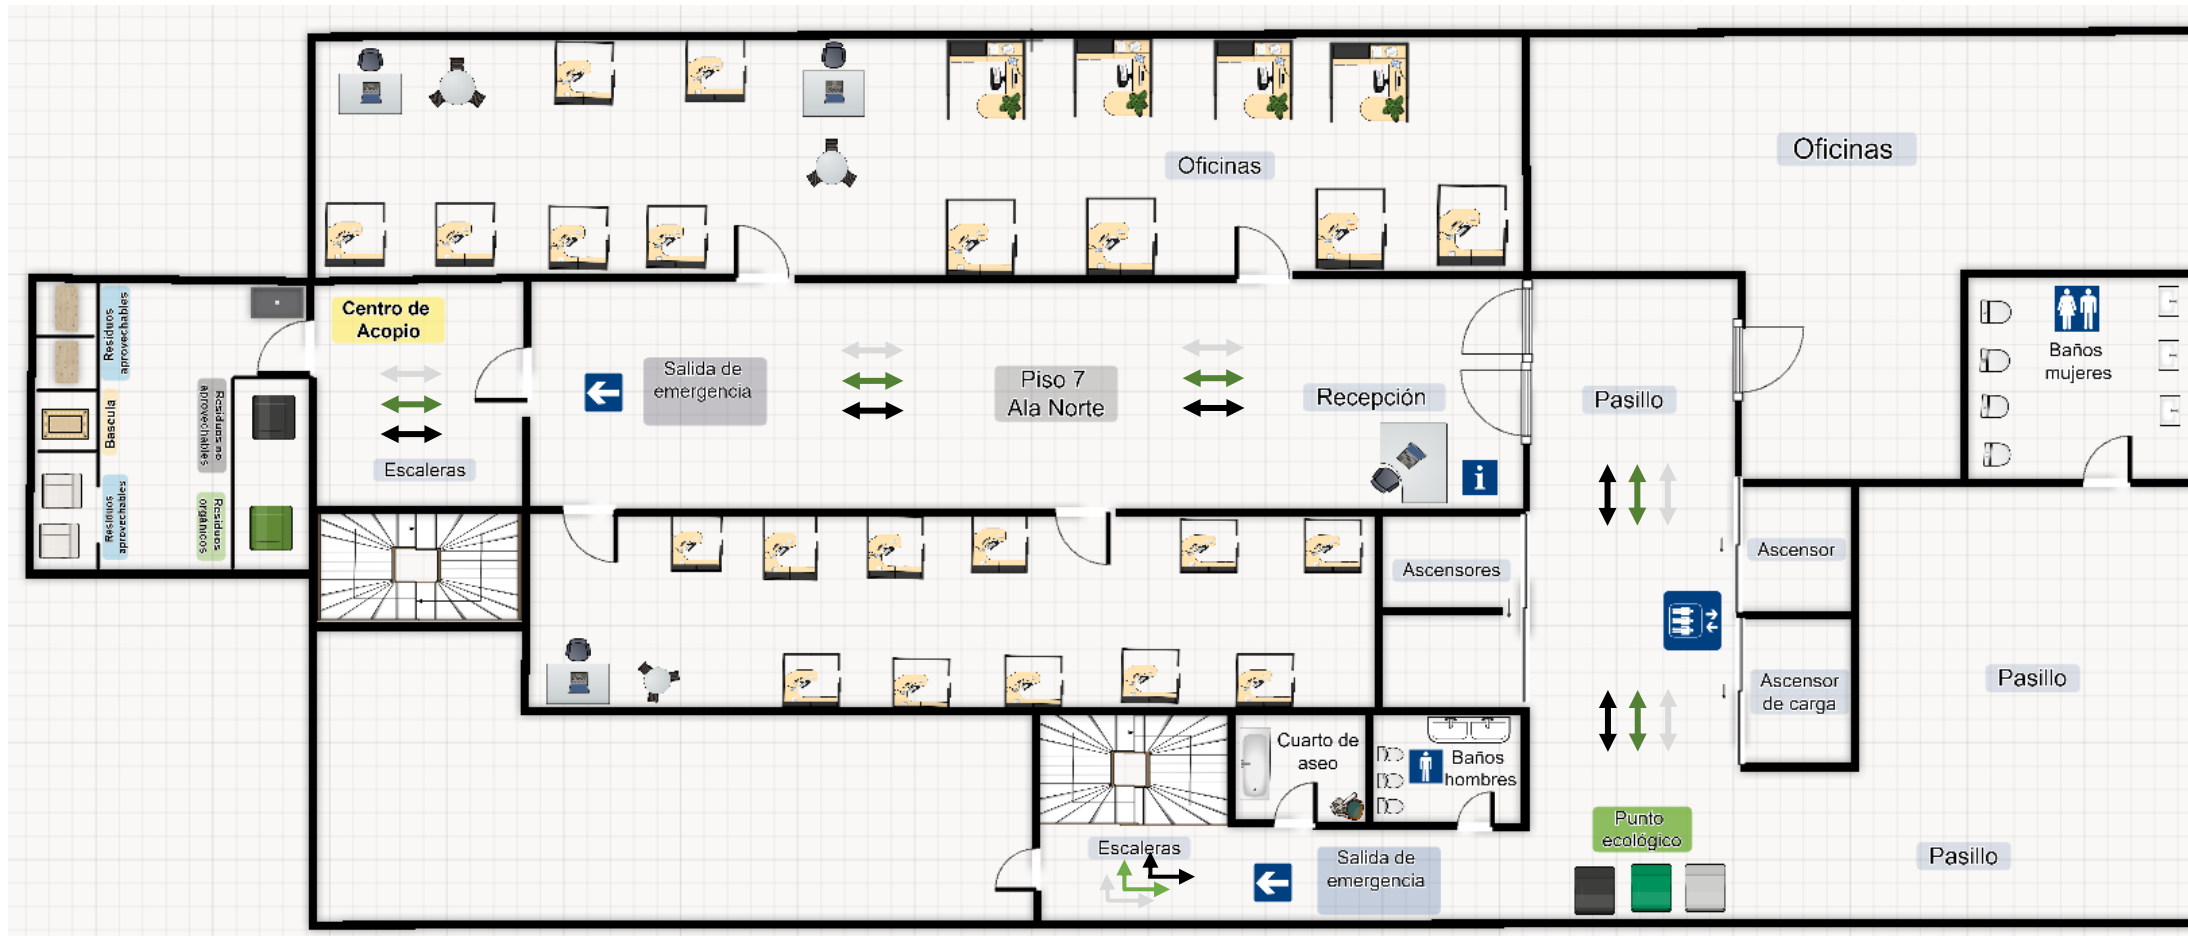 Oficinas
Oficinas
Residuos
aprovechables
Centro de
Acopio
Salida de
emergencia
Piso 7
Ala Norte
Recepción
Pasillo
Baños
mujeres
Bascula
Residuos no
aprovechables
Escaleras
i
Residuos
aprovechables
Residuos
orgánicos
Ascensores
Ascensor
Ascensor
de carga
Pasillo
Cuarto de
aseo
Baños
hombres
Punto
ecológico
Escaleras
Salida de
emergencia
Pasillo